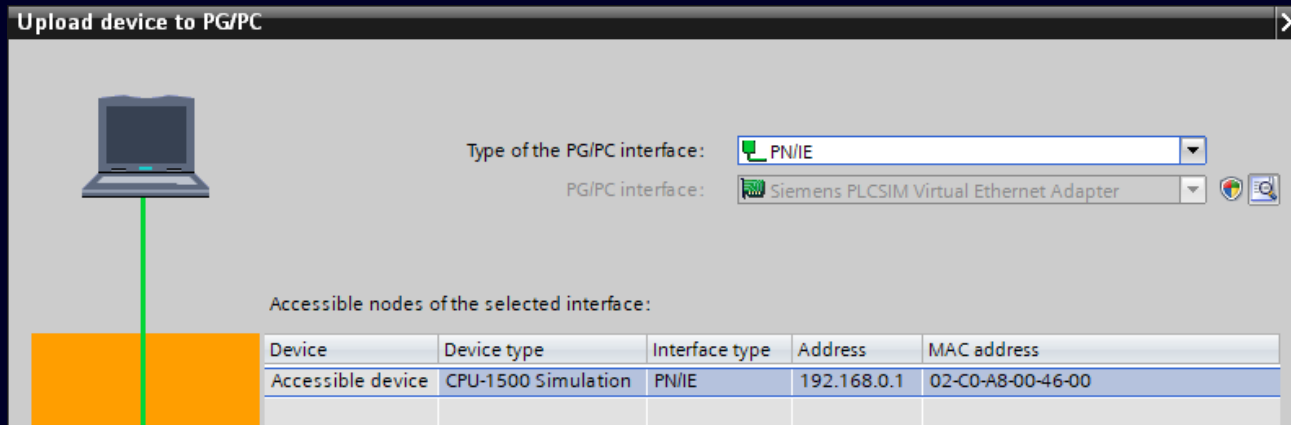 Upload device to PG/PC
Type of the PG/PC interface: PN/IE
PG/PC interface: Siemens PLCSIM Virtual Ethernet Adapter
Accessible nodes of the selected interface:
Device Device type Interface type Address MAC address
Accessible device CPU-1500 Simulation PN/IE 192.168.0.1 02-C0-A8-00-46-00